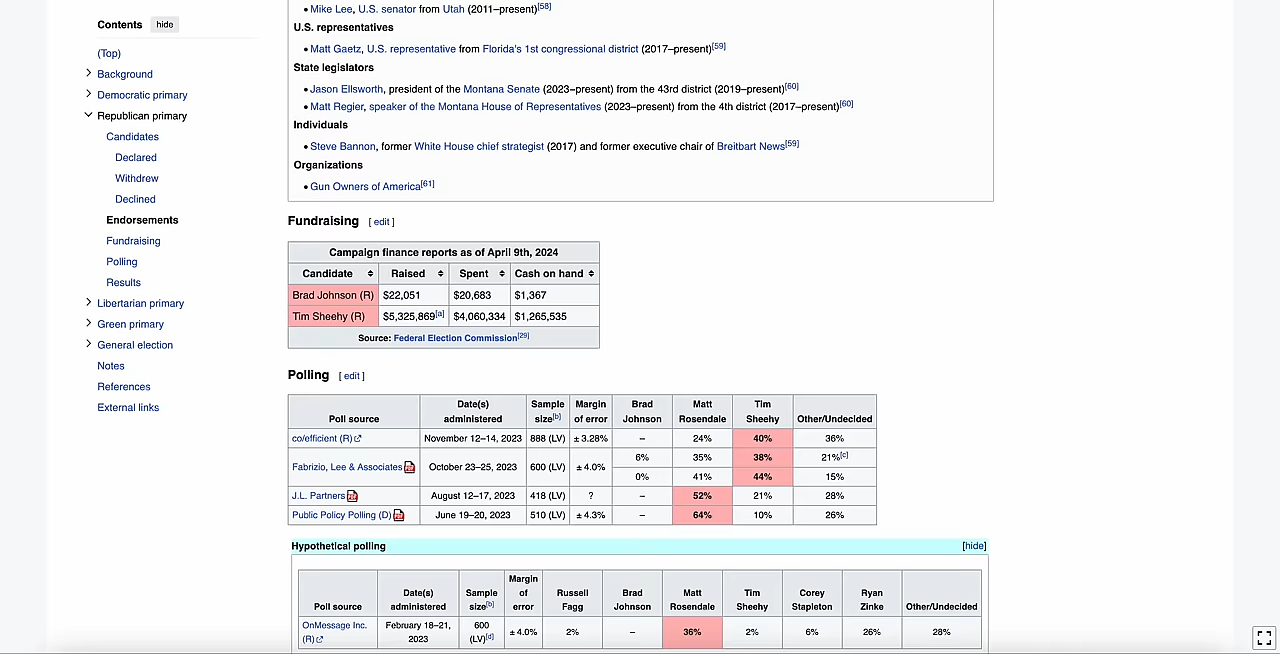 Contents hide
(Top)
Background
Democratic primary
Republican primary
Candidates
Declared
Withdrew
Declined
Endorsements
Fundraising
Polling
Results
Libertarian primary
Green primary
General election
Notes
References
External links
• Mike Lee, U.S. senator from Utah (2011–present)[58]
U.S. representatives
• Matt Gaetz, U.S. representative from Florida's 1st congressional district (2017–present)[59]
State legislators
• Jason Ellsworth, president of the Montana Senate (2023–present) from the 43rd district (2019–present)[60]
• Matt Regier, speaker of the Montana House of Representatives (2023–present) from the 4th district (2017–present)[60]
Individuals
• Steve Bannon, former White House chief strategist (2017) and former executive chair of Breitbart News[59]
Organizations
• Gun Owners of America[61]
Fundraising [ edit ]
Campaign finance reports as of April 9th, 2024
Candidate Raised Spent Cash on hand
Brad Johnson (R) $22,051 $20,683 $1,367
Tim Sheehy (R) $5,325,869[a] $4,060,334 $1,265,535
Source: Federal Election Commission[29]
Polling [ edit ]
Poll source Date(s) administered Sample size[b] Margin of error Brad Johnson Matt Rosendale Tim Sheehy Other/Undecided
co/efficient (R) November 12–14, 2023 888 (LV) ± 3.28% – 24% 40% 36%
Fabrizio, Lee & Associates October 23–25, 2023 600 (LV) ± 4.0% 6% 35% 38% 21%[c]
0% 41% 44% 15%
J.L. Partners August 12–17, 2023 418 (LV) ? – 52% 21% 28%
Public Policy Polling (D) June 19–20, 2023 510 (LV) ± 4.3% – 64% 10% 26%
Hypothetical polling [hide]
Poll source Date(s) administered Sample size[b] Margin of error Russell Fagg Brad Johnson Matt Rosendale Tim Sheehy Corey Stapleton Ryan Zinke Other/Undecided
OnMessage Inc. (R) February 18–21, 2023 600 (LV)[d] ± 4.0% 2% – 36% 2% 6% 26% 28%